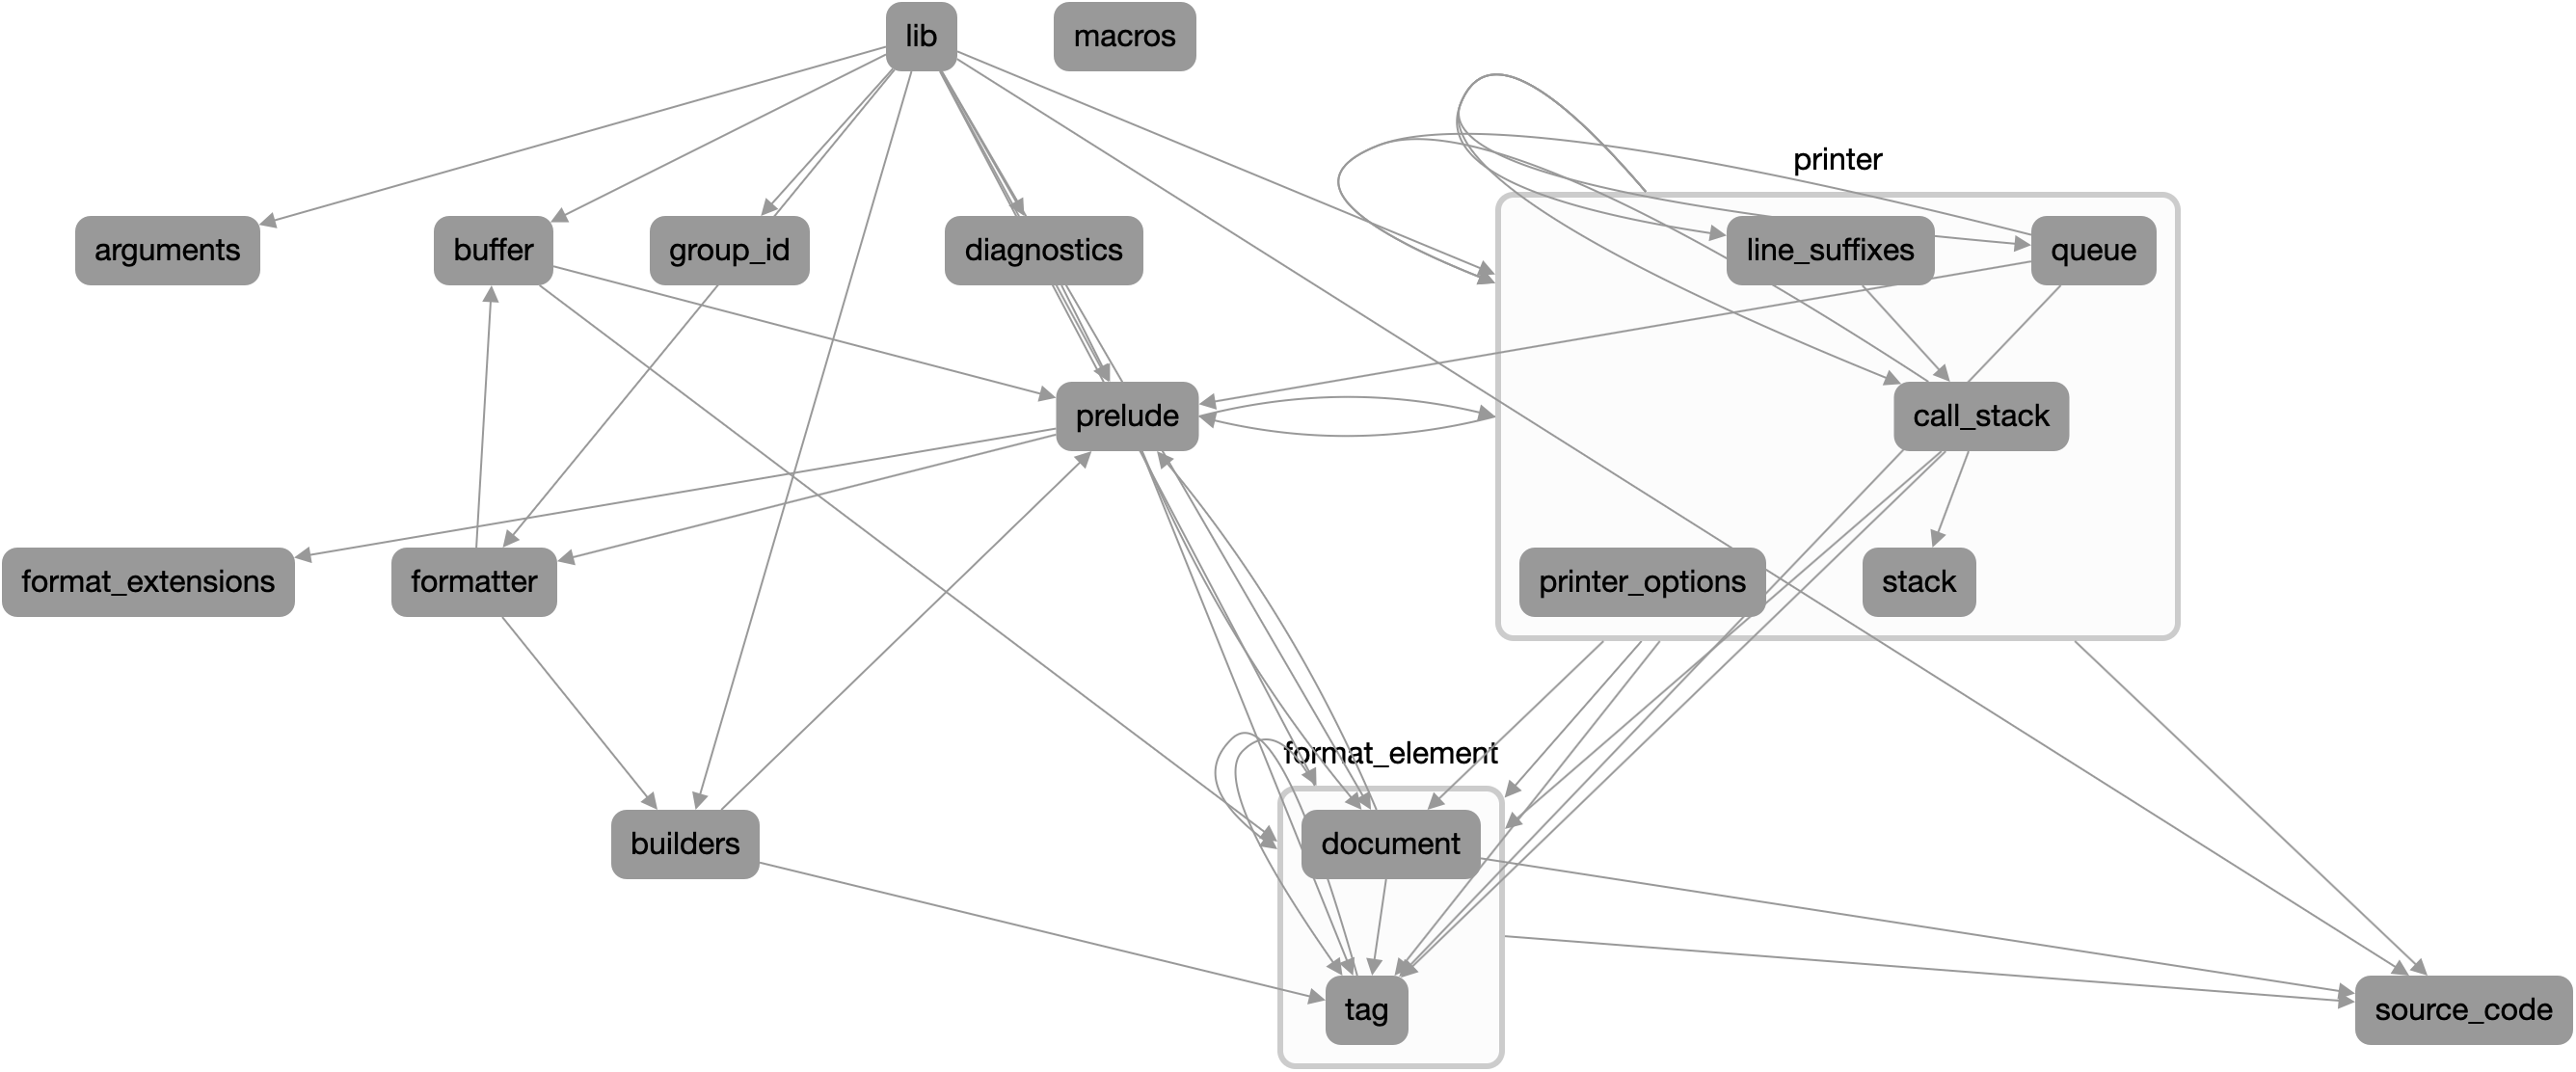 lib
macros
printer
arguments
buffer
group_id
diagnostics
line_suffixes
queue
prelude
call_stack
format_extensions
formatter
printer_options
stack
format_element
builders
document
tag
source_code